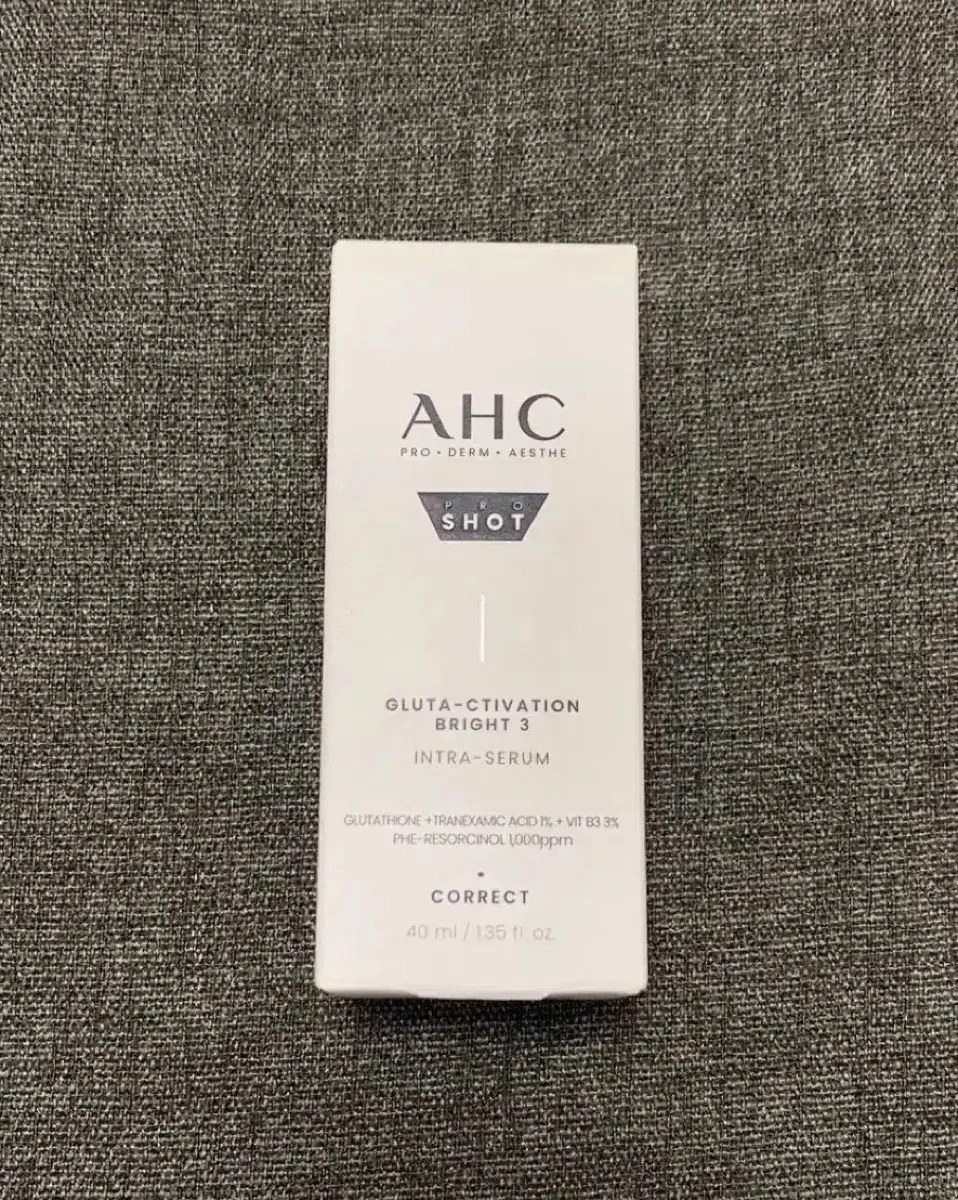 AHC
PRO • DERM • AESTHE
PRO
SHOT
GLUTA-CTIVATION
BRIGHT 3
INTRA-SERUM
GLUTATHIONE +TRANEXAMIC ACID 1% + VIT B3 3%
PHE-RESORCINOL 1,000ppm
CORRECT
40 ml / 1.35 fl. oz.